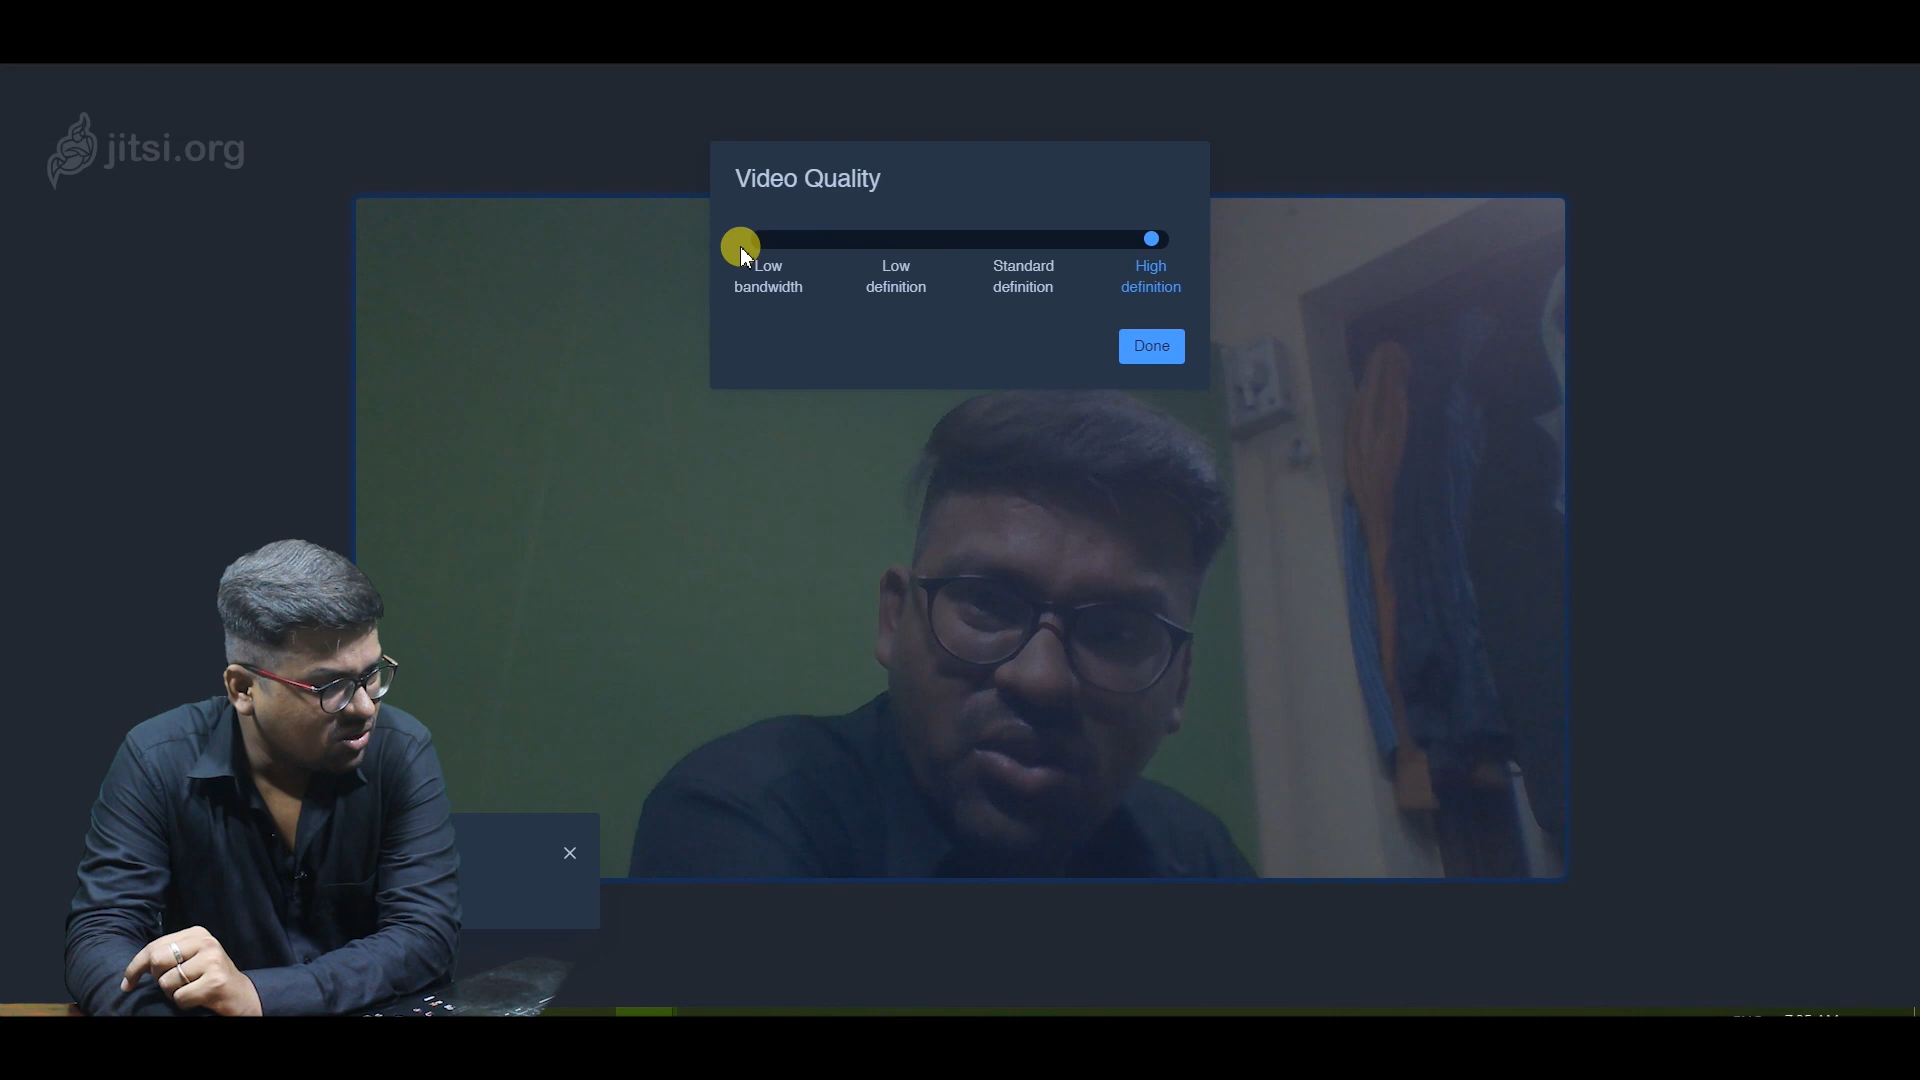 jitsi.org
Video Quality
Low bandwidth
Low definition
Standard definition
High definition
Done